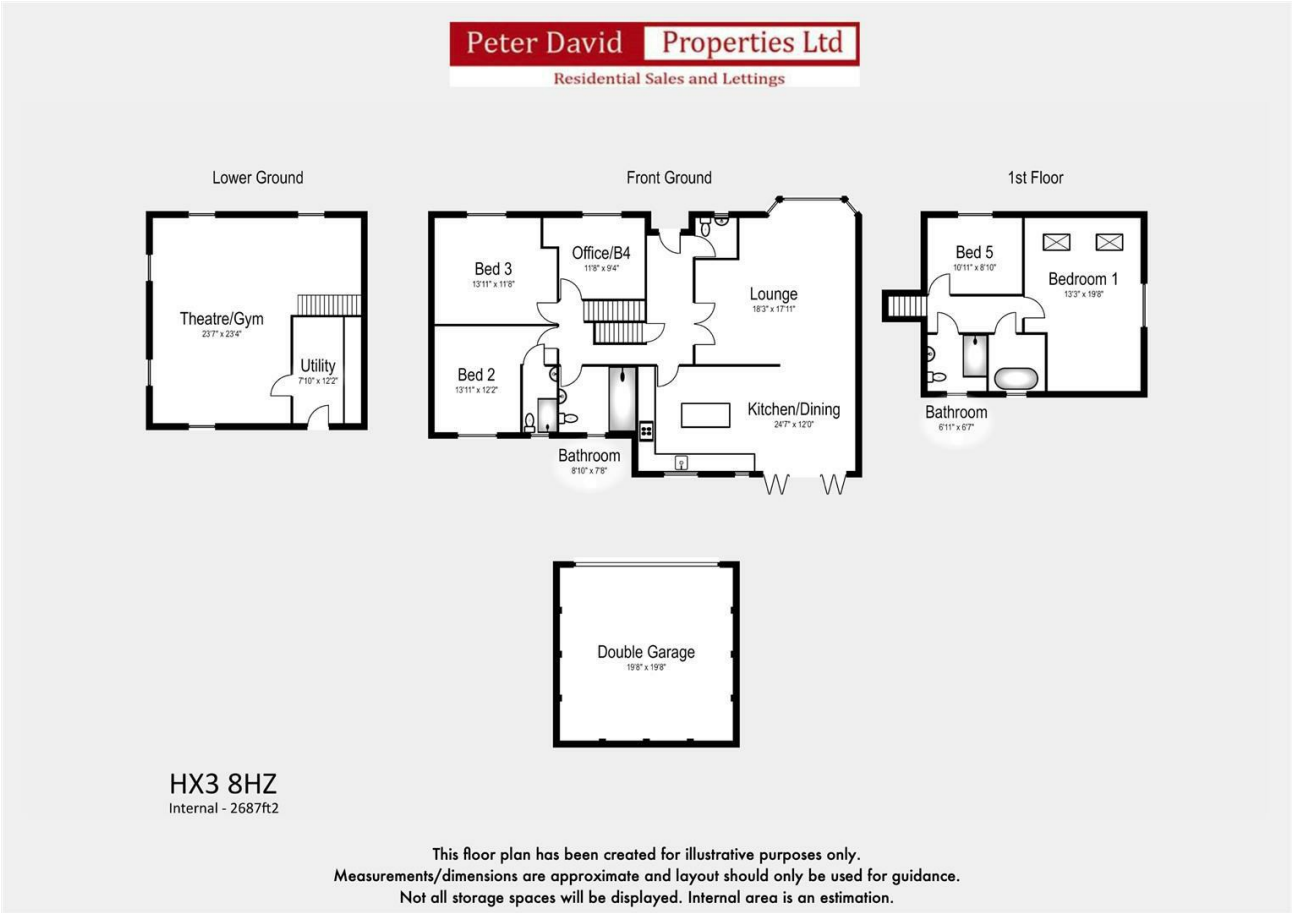 Peter David Properties Ltd
Residential Sales and Lettings
Lower Ground
Front Ground
1st Floor
Theatre/Gym
23'7" x 23'4"
Utility
7'10" x 12'2"
Bed 3
13'11" x 11'8"
Office/B4
11'8" x 9'4"
Lounge
18'3" x 17'11"
Bed 2
13'11" x 12'2"
Kitchen/Dining
24'7" x 12'0"
Bathroom
8'10" x 7'8"
Bed 5
10'11" x 8'10"
Bedroom 1
13'3" x 19'8"
Bathroom
6'11" x 6'7"
Double Garage
19'8" x 19'8"
HX3 8HZ
Internal - 2687ft2
This floor plan has been created for illustrative purposes only.
Measurements/dimensions are approximate and layout should only be used for guidance.
Not all storage spaces will be displayed. Internal area is an estimation.